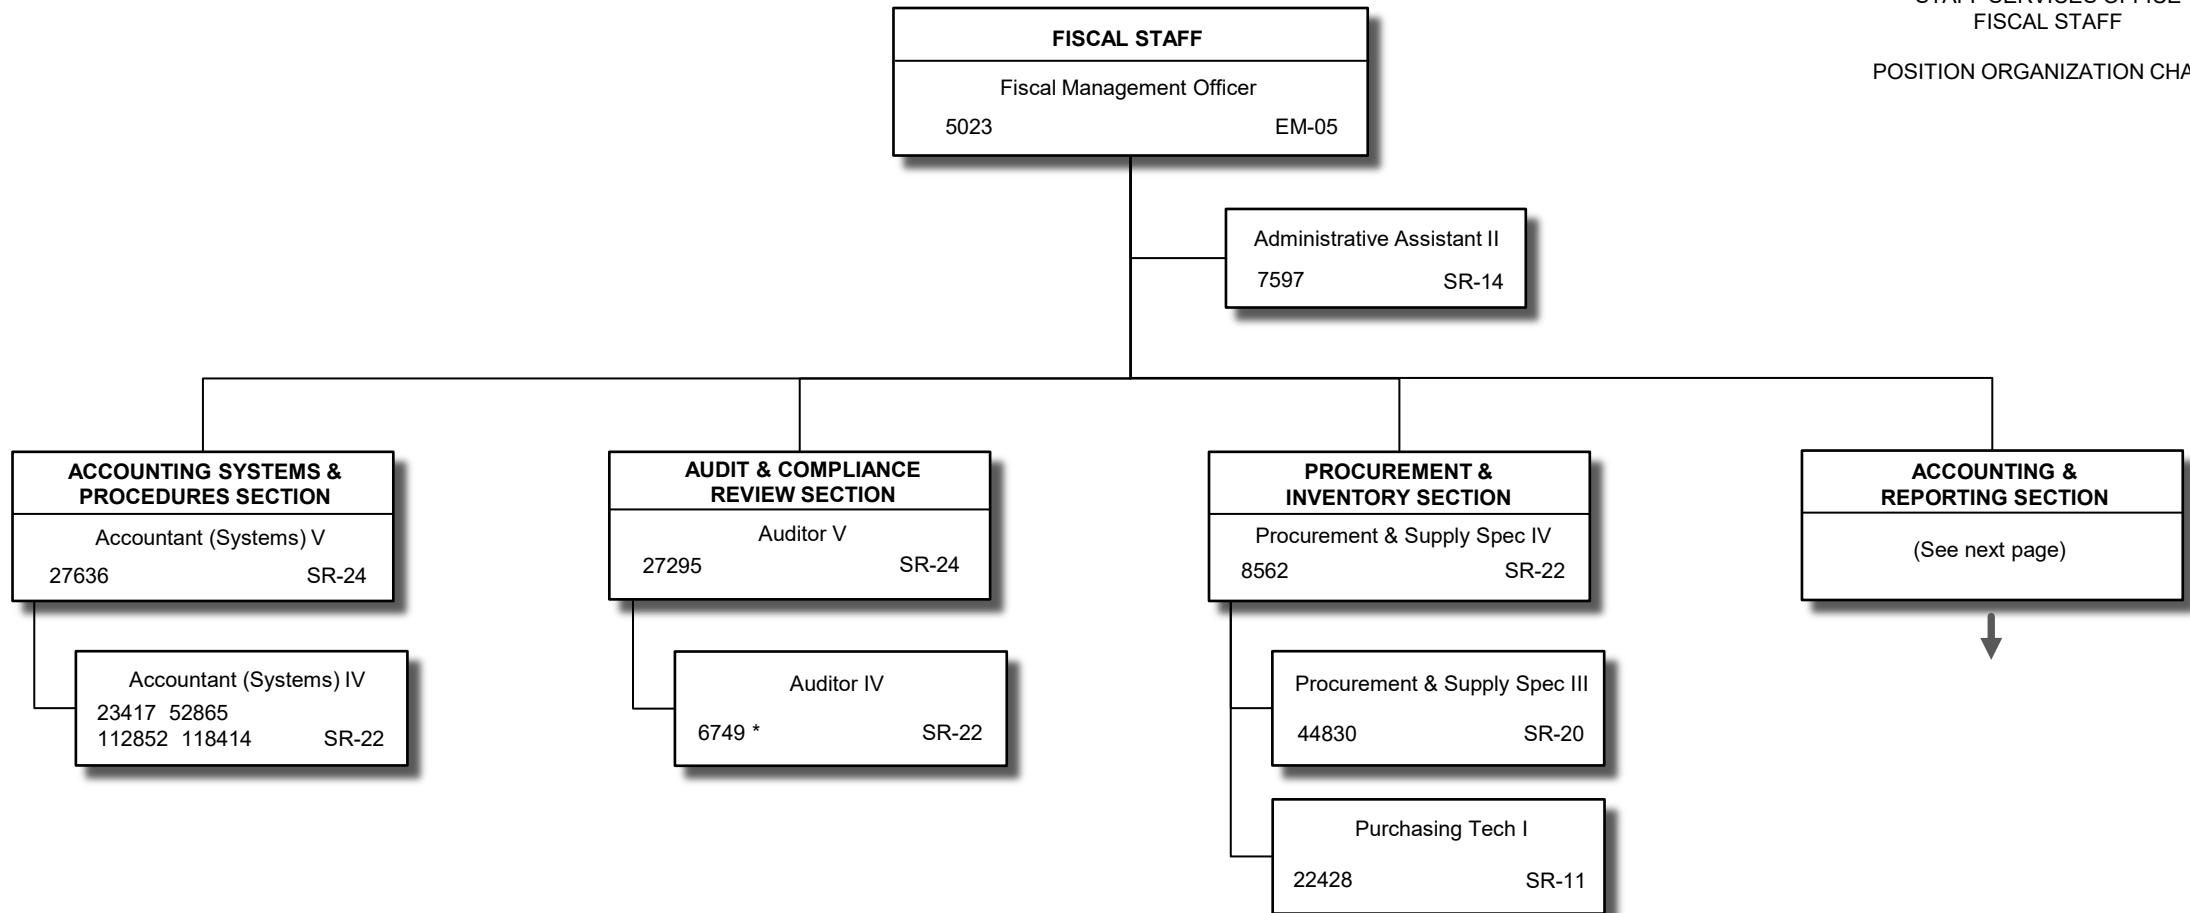 STAFF SERVICES OFFICE
FISCAL STAFF
POSITION ORGANIZATION CHA
FISCAL STAFF
Fiscal Management Officer
5023 EM-05
Administrative Assistant II
7597 SR-14
ACCOUNTING SYSTEMS &
PROCEDURES SECTION
Accountant (Systems) V
27636 SR-24
Accountant (Systems) IV
23417 52865
112852 118414 SR-22
AUDIT & COMPLIANCE
REVIEW SECTION
Auditor V
27295 SR-24
Auditor IV
6749 * SR-22
PROCUREMENT &
INVENTORY SECTION
Procurement & Supply Spec IV
8562 SR-22
Procurement & Supply Spec III
44830 SR-20
Purchasing Tech I
22428 SR-11
ACCOUNTING &
REPORTING SECTION
(See next page)